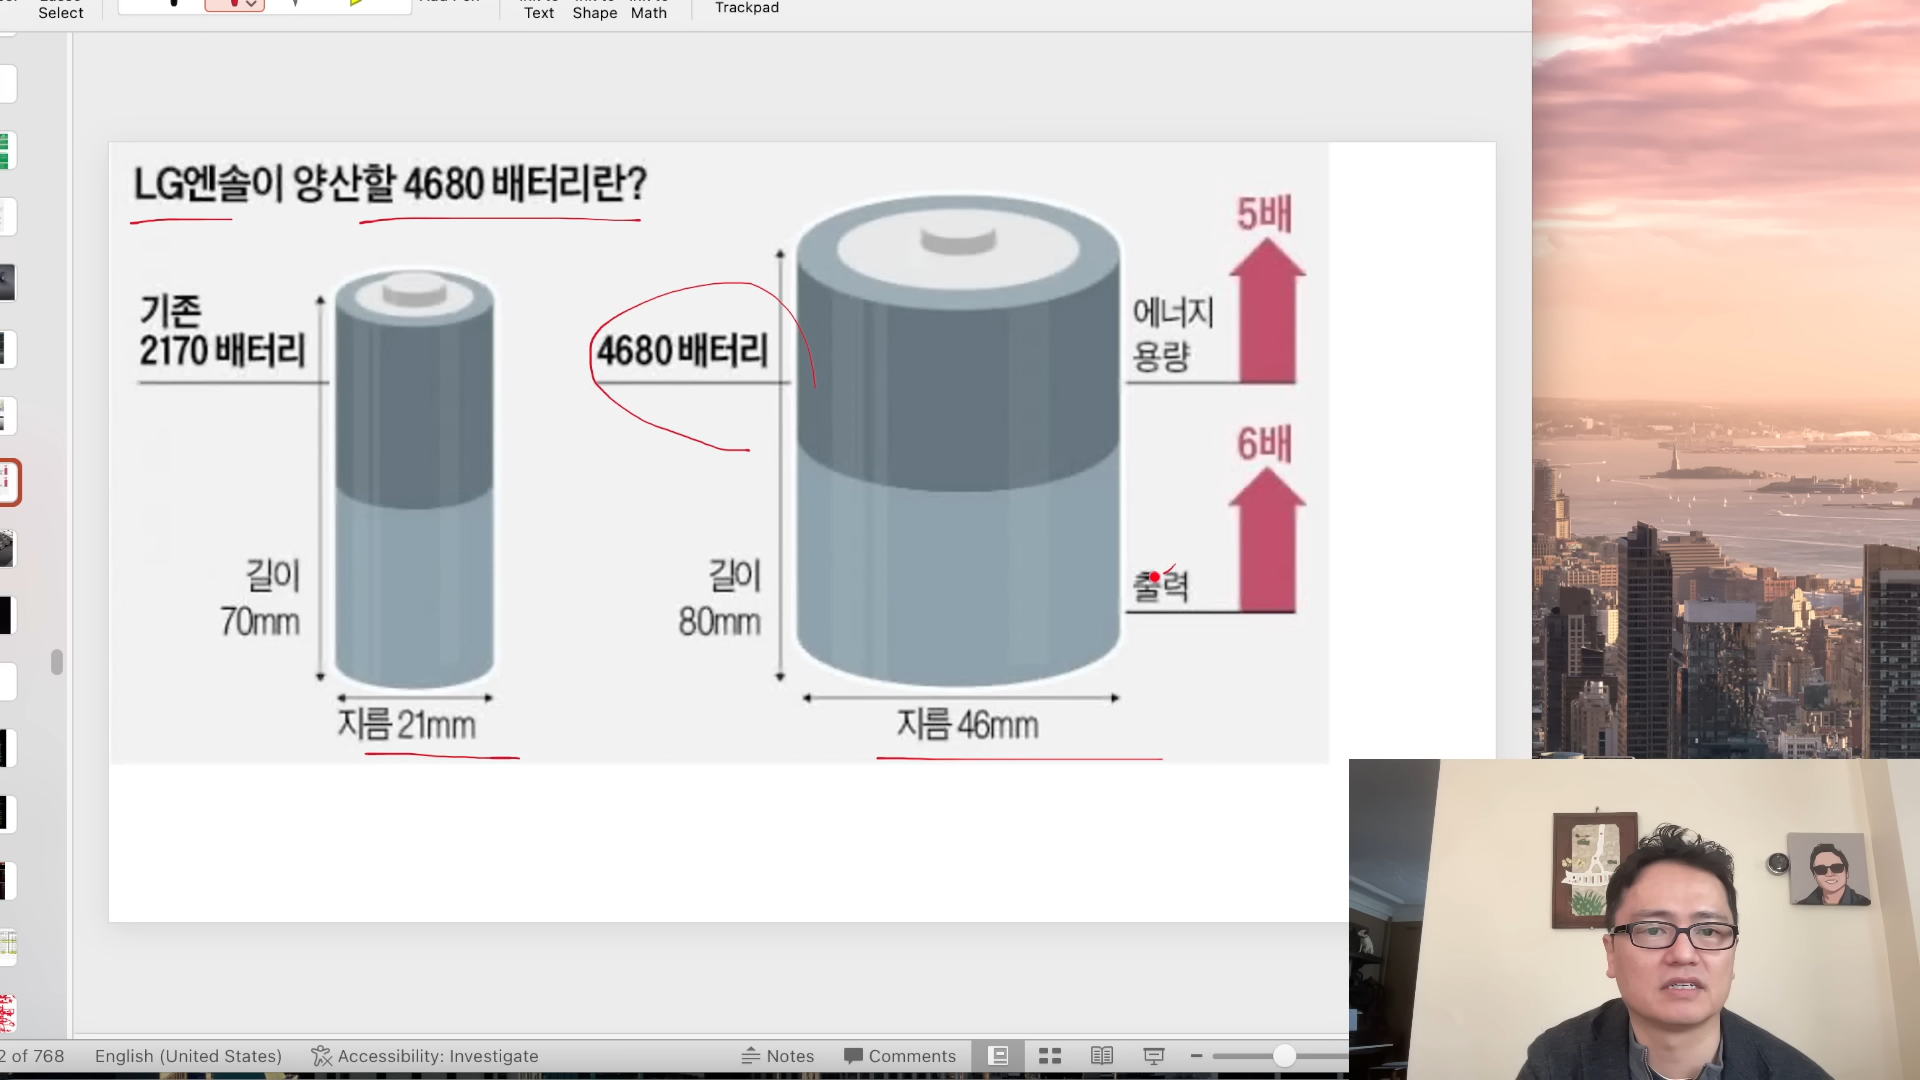 Select
Text
Shape
Math
Trackpad
LG엔솔이 양산할 4680 배터리란?
기존
2170 배터리
길이
70mm
지름 21mm
4680 배터리
길이
80mm
지름 46mm
에너지
용량
5배
출력
6배
2 of 768
English (United States)
Accessibility: Investigate
Notes
Comments